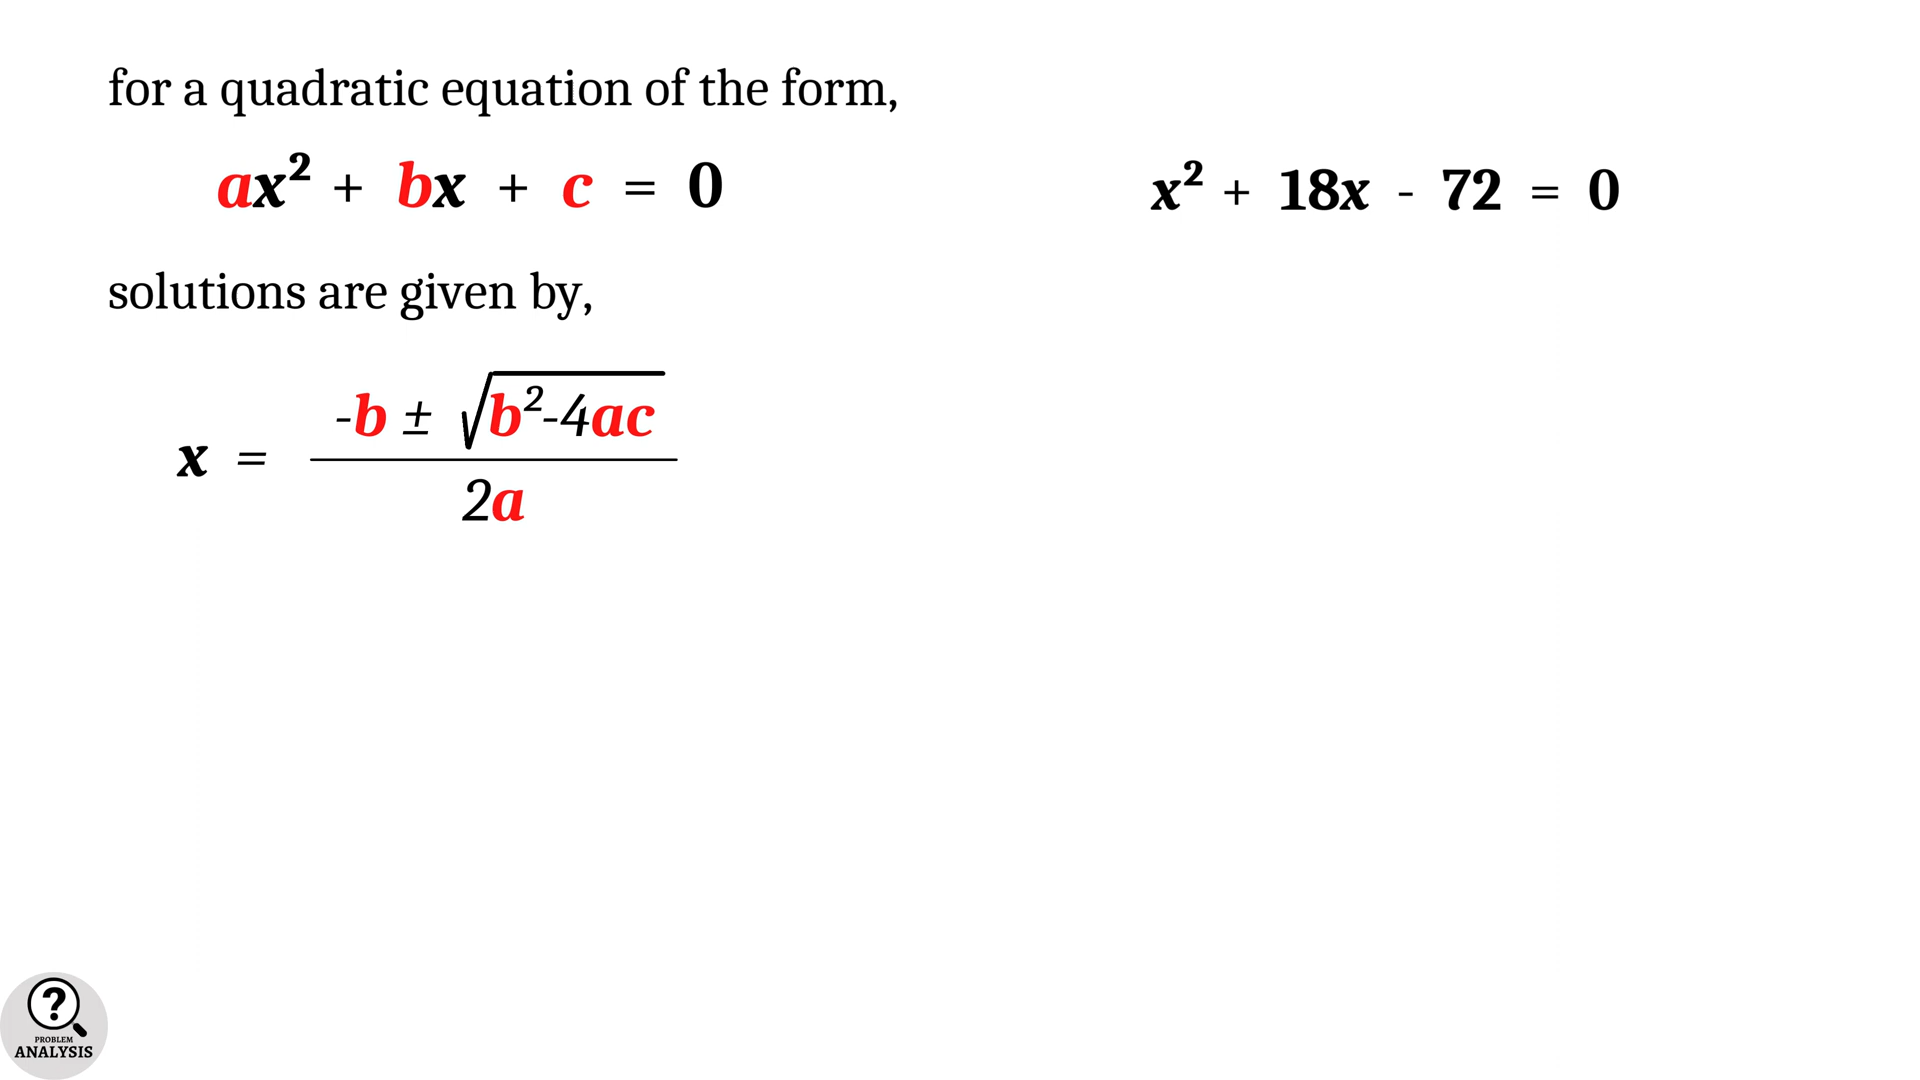 for a quadratic equation of the form,
ax² + bx + c = 0
solutions are given by,
x = -b ± √b²-4ac
2a
x² + 18x - 72 = 0
?
PROBLEM
ANALYSIS